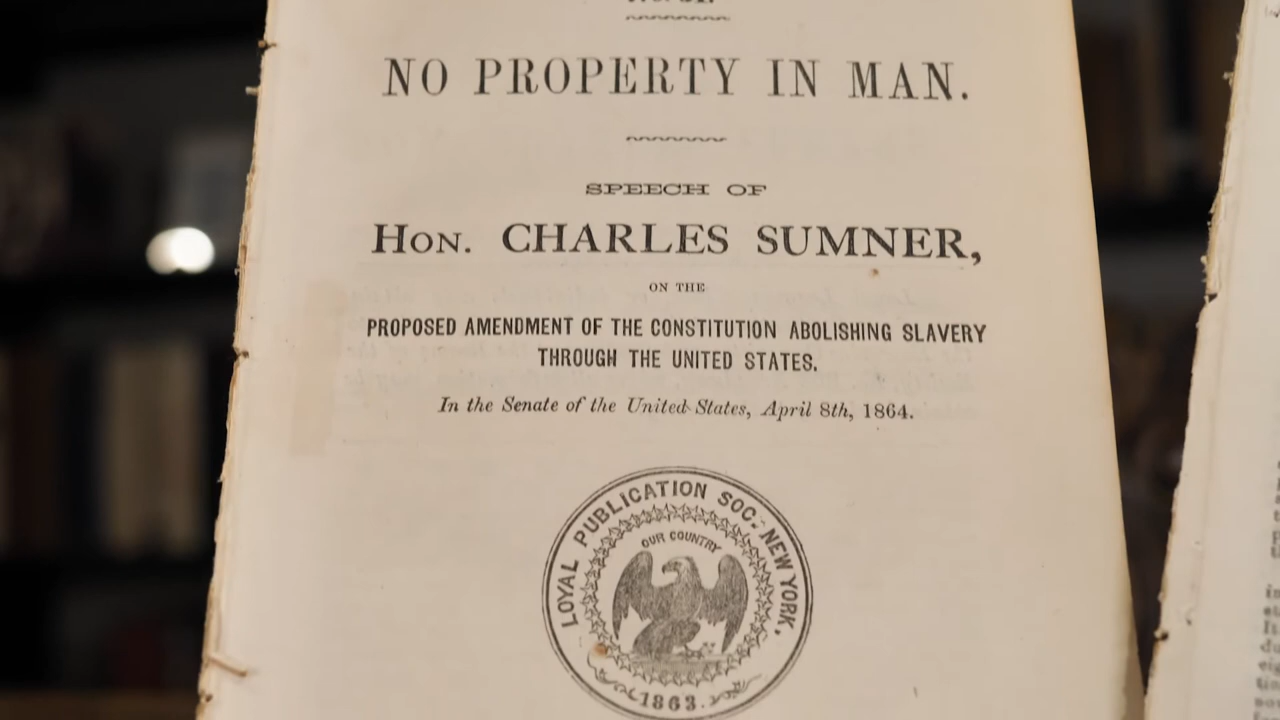 NO PROPERTY IN MAN.
SPEECH OF
HON. CHARLES SUMNER,
ON THE
PROPOSED AMENDMENT OF THE CONSTITUTION ABOLISHING SLAVERY
THROUGH THE UNITED STATES.
In the Senate of the United States, April 8th, 1864.
LOYAL PUBLICATION SOC. NEW YORK.
OUR COUNTRY
1863.